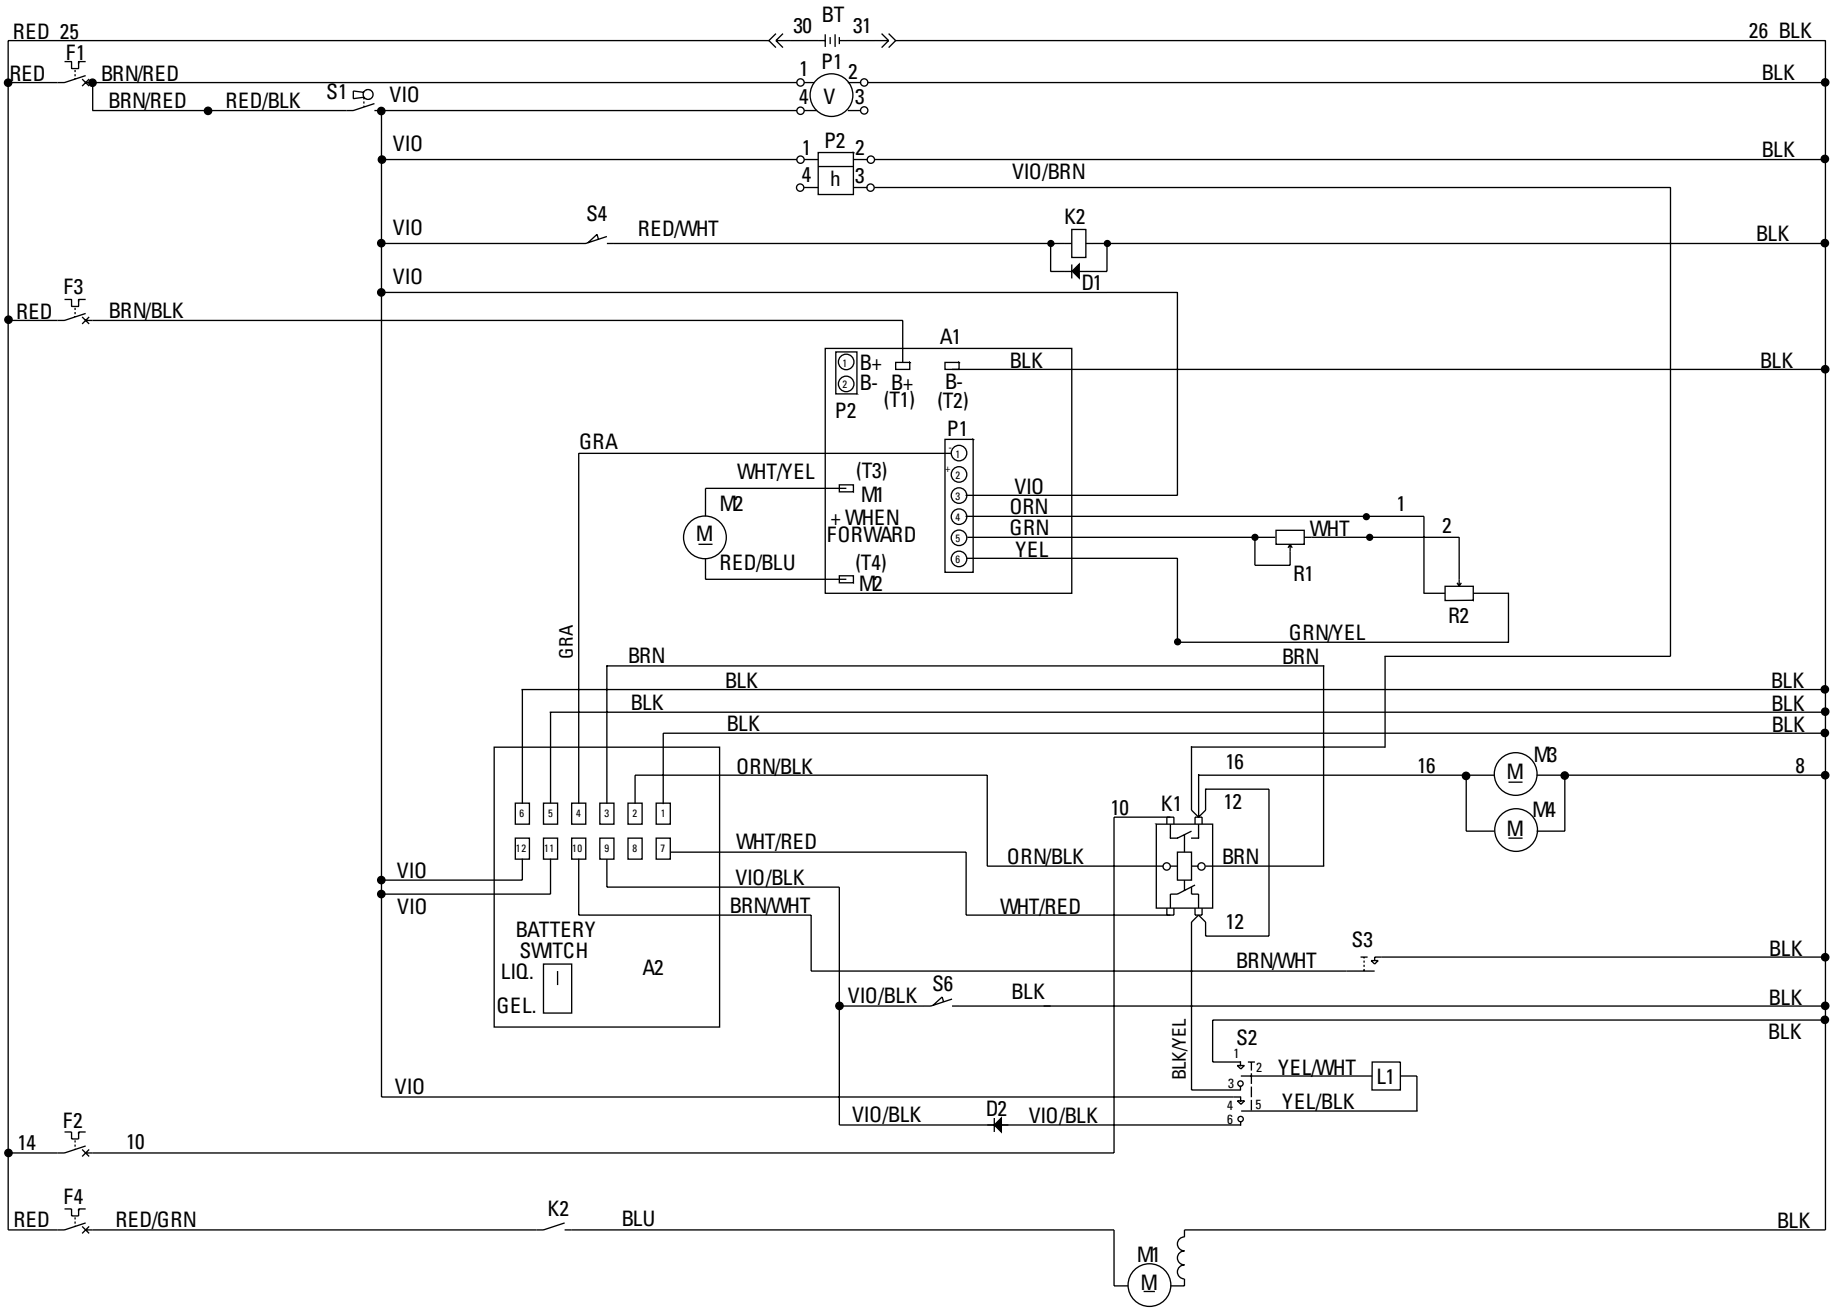 BT
RED 25 30 31 26 BLK
F1 P1
RED BRN/RED 1 2 BLK
BRN/RED RED/BLK S1 VIO 4 V 3
VIO 1 P2 2 BLK
4 h 3 VIO/BRN
VIO S4 RED/WHT K2 BLK
VIO D1
F3
RED BRN/BLK
A1
1 B+ BLK BLK
2 B- B+ B-
P2 (T1) (T2)
GRA P1
1
WHT/YEL (T3) + 2
M2 M1 3 VIO
+ WHEN 4 ORN 1
M FORWARD 5 GRN WHT 2
RED/BLU (T4) 6 YEL R1
M2
R2
GRA GRN/YEL
BRN BRN
BLK BLK
BLK BLK
BLK BLK
ORN/BLK 16 16 M M3 8
10 K1 12 M M4
6 5 4 3 2 1
12 11 10 9 8 7 WHT/RED
ORN/BLK BRN
VIO VIO/BLK
VIO BRN/WHT WHT/RED 12
BATTERY
SWITCH
LIQ. A2
GEL.
S3 BLK
BRN/WHT
VIO/BLK S6 BLK BLK
BLK
BLK/YEL
S2
1 2 YEL/WHT L1
3
VIO 4 5 YEL/BLK
VIO/BLK D2 VIO/BLK 6
F2
14 10
F4
RED RED/GRN K2 BLU BLK
M1
M